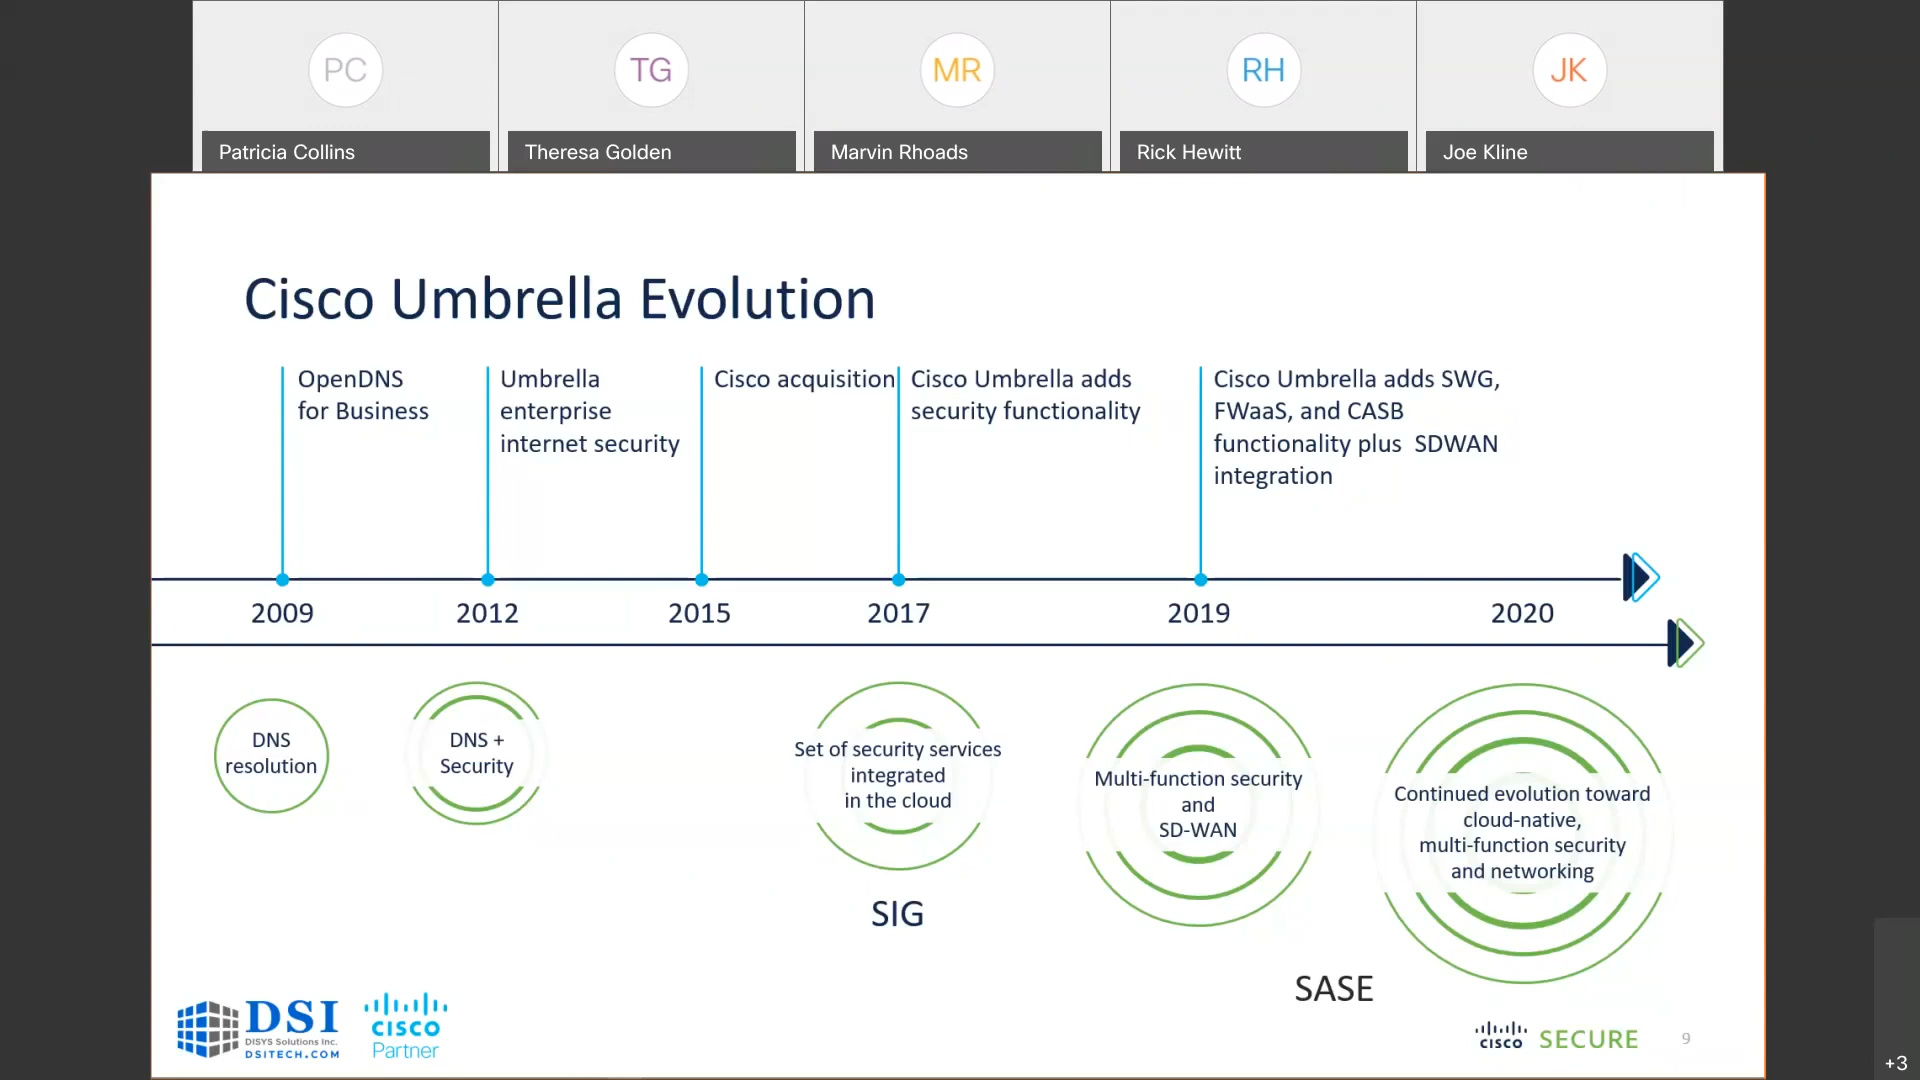 PC
TG
MR
RH
JK
Patricia Collins
Theresa Golden
Marvin Rhoads
Rick Hewitt
Joe Kline
Cisco Umbrella Evolution
OpenDNS
for Business
Umbrella
enterprise
internet security
Cisco acquisition
Cisco Umbrella adds
security functionality
Cisco Umbrella adds SWG,
FWaaS, and CASB
functionality plus SDWAN
integration
2009
2012
2015
2017
2019
2020
DNS
resolution
DNS +
Security
Set of security services
integrated
in the cloud
Multi-function security
and
SD-WAN
Continued evolution toward
cloud-native,
multi-function security
and networking
SIG
SASE
DSI
DISYS Solutions Inc.
DSITECH.COM
CISCO
Partner
CISCO
SECURE
9
+3